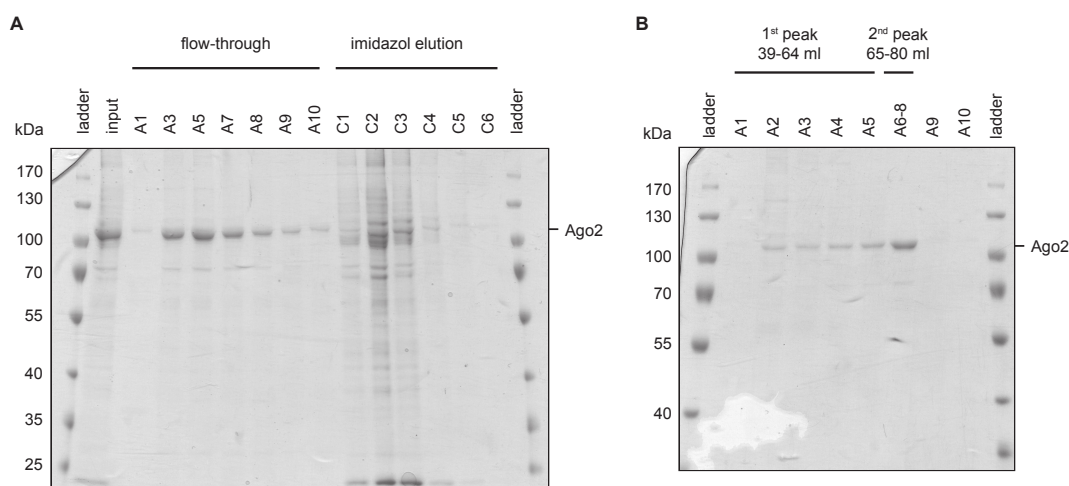 A
flow-through
imidazol elution
kDa
ladder
input
A1
A3
A5
A7
A8
A9
A10
C1
C2
C3
C4
C5
C6
ladder
170
130
100
70
55
40
35
25
Ago2
B
1st peak
39-64 ml
2nd peak
65-80 ml
kDa
ladder
A1
A2
A3
A4
A5
A6-8
A9
A10
ladder
170
130
100
70
55
40
Ago2